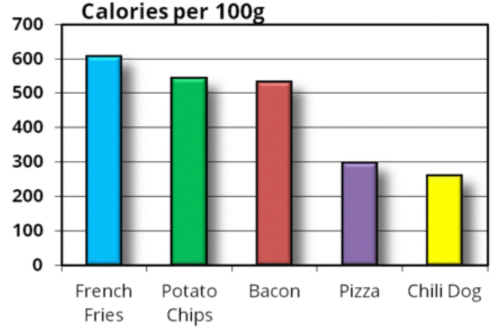 Calories per 100g
700
600
500
400
300
200
100
0
French Fries
Potato Chips
Bacon
Pizza
Chili Dog